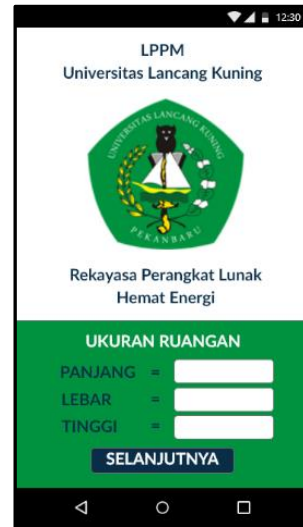 12:30
LPPM
Universitas Lancang Kuning
UNIVERSITAS LANCANG KUNING
PEKANBARU
Rekayasa Perangkat Lunak
Hemat Energi
UKURAN RUANGAN
PANJANG =
LEBAR =
TINGGI =
SELANJUTNYA